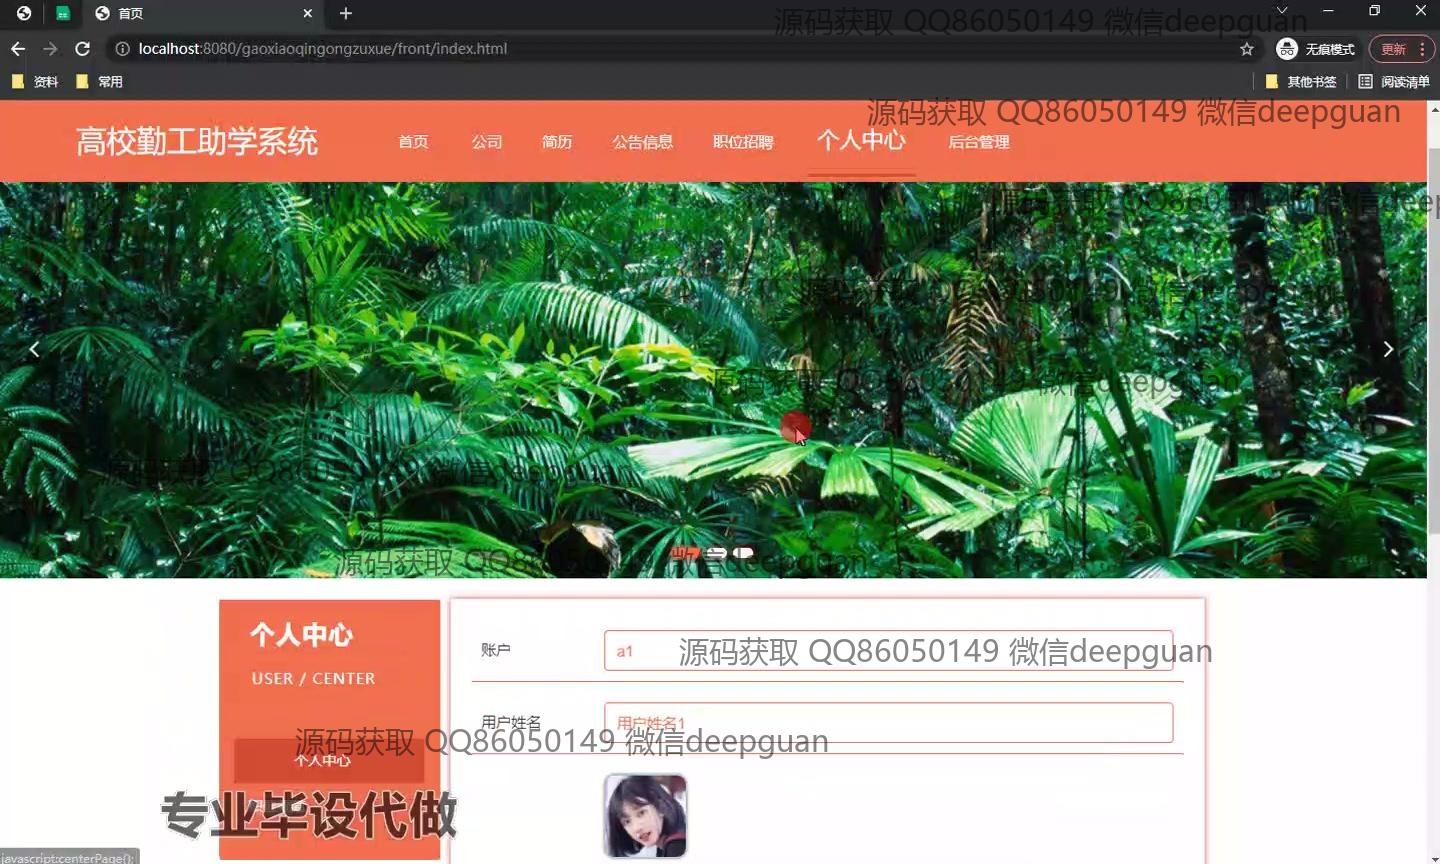 首页
源码获取 QQ86050149 微信deepguan
localhost:8080/gaoxiaoqingongzuxue/front/index.html
无痕模式
更新
资料
常用
其他书签
阅读清单
源码获取 QQ86050149 微信deepguan
高校勤工助学系统
首页
公司
简历
公告信息
职位招聘
个人中心
后台管理
源码获取 QQ86050149 微信deep
源码获取 QQ86050149 微信deepguan
源码获取 QQ86050149 微信deepguan
源码获取 QQ86050149 微信deepguan
源码获取 QQ86050149 微信deepguan
个人中心
USER / CENTER
账户
a1
源码获取 QQ86050149 微信deepguan
用户姓名
用户姓名1
源码获取 QQ86050149 微信deepguan
个人中心
专业毕设代做
javascript:centerPage();